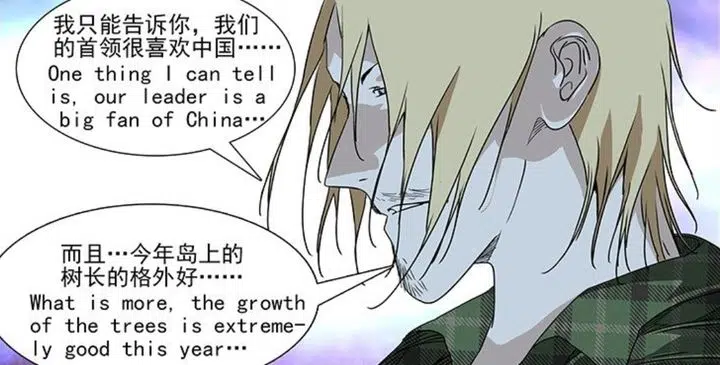 我只能告诉你，我们
的首领很喜欢中国……
One thing I can tell
is, our leader is a
big fan of China…
而且…今年岛上的
树长的格外好……
What is more, the growth
of the trees is extreme-
ly good this year…